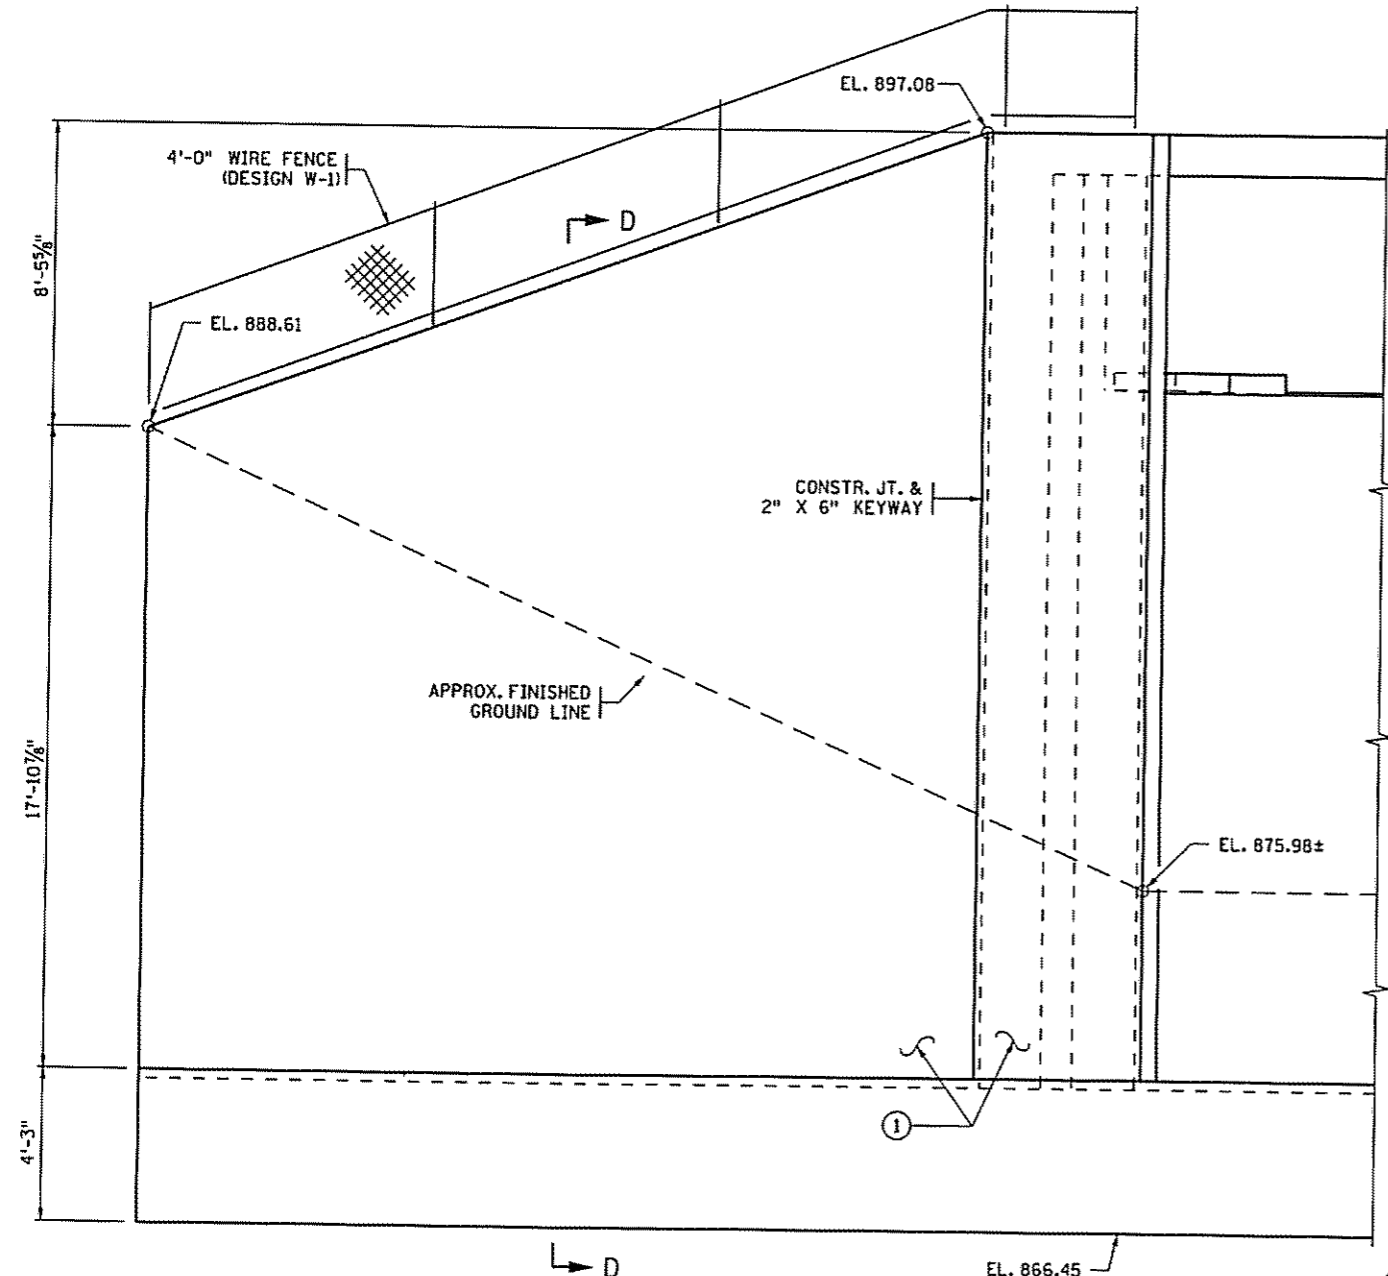 EL. 897.08
4'-0" WIRE FENCE
(DESIGN W-1)
D
8'-5⅝"
EL. 888.61
CONSTR. JT. &
2" X 6" KEYWAY
APPROX. FINISHED
GROUND LINE
17'-10⅞"
EL. 875.98±
1
4'-3"
D
EL. 866.45